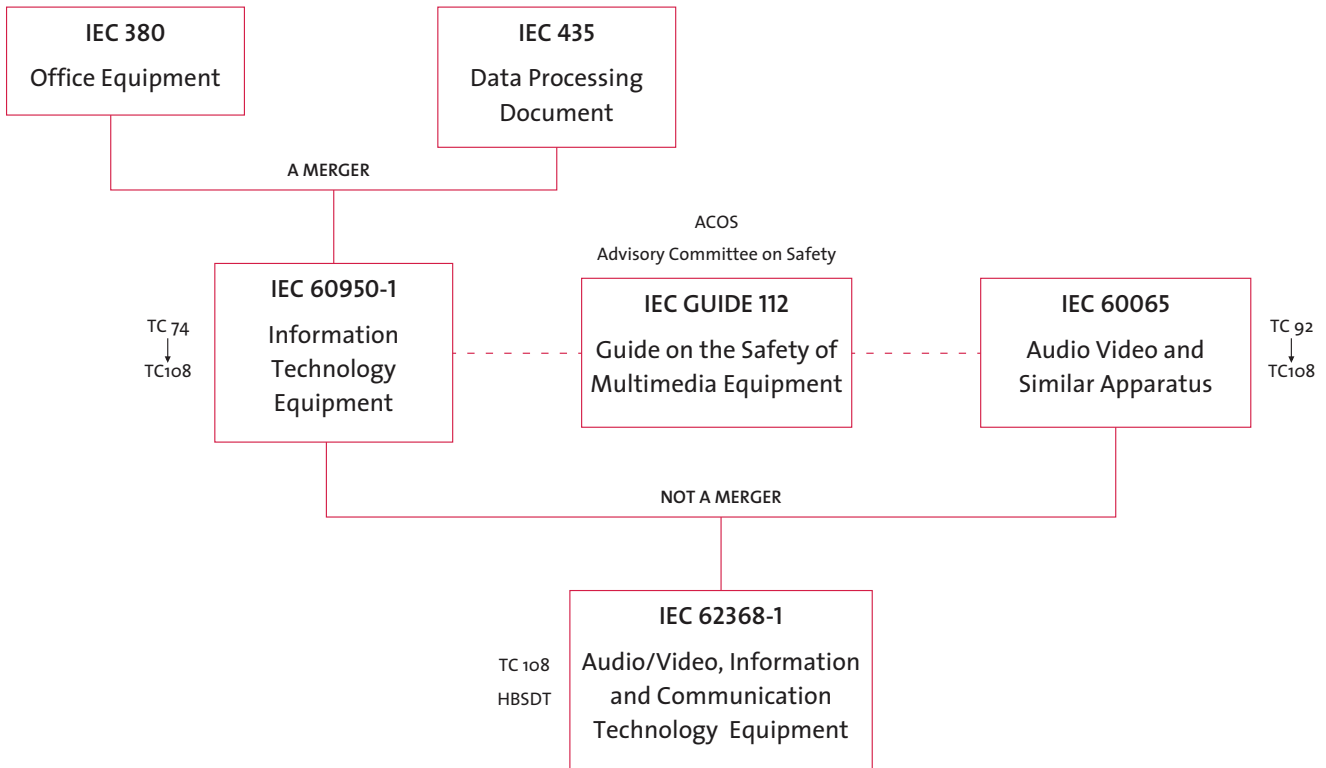 IEC 380
Office Equipment
IEC 435
Data Processing
Document
A MERGER
ACOS
Advisory Committee on Safety
TC 74
TC108
IEC 60950-1
Information
Technology
Equipment
IEC GUIDE 112
Guide on the Safety of
Multimedia Equipment
IEC 60065
Audio Video and
Similar Apparatus
TC 92
TC108
NOT A MERGER
TC 108
HBSDT
IEC 62368-1
Audio/Video, Information
and Communication
Technology Equipment